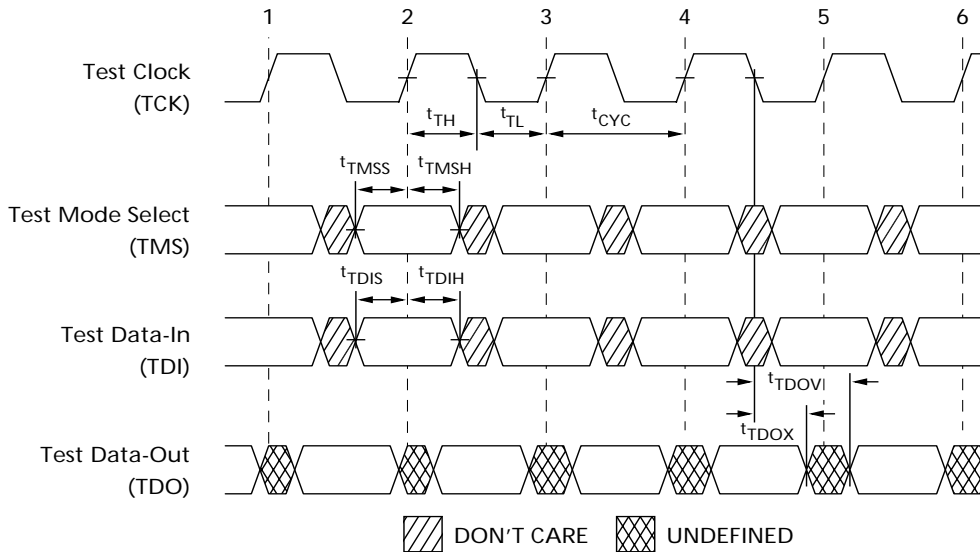 1 2 3 4 5 6
Test Clock
(TCK)
tTH tTL tCYC
tTMSS tTMSH
Test Mode Select
(TMS)
tTDIS tTDIH
Test Data-In
(TDI)
tTDOV
tTDOX
Test Data-Out
(TDO)
DON'T CARE UNDEFINED